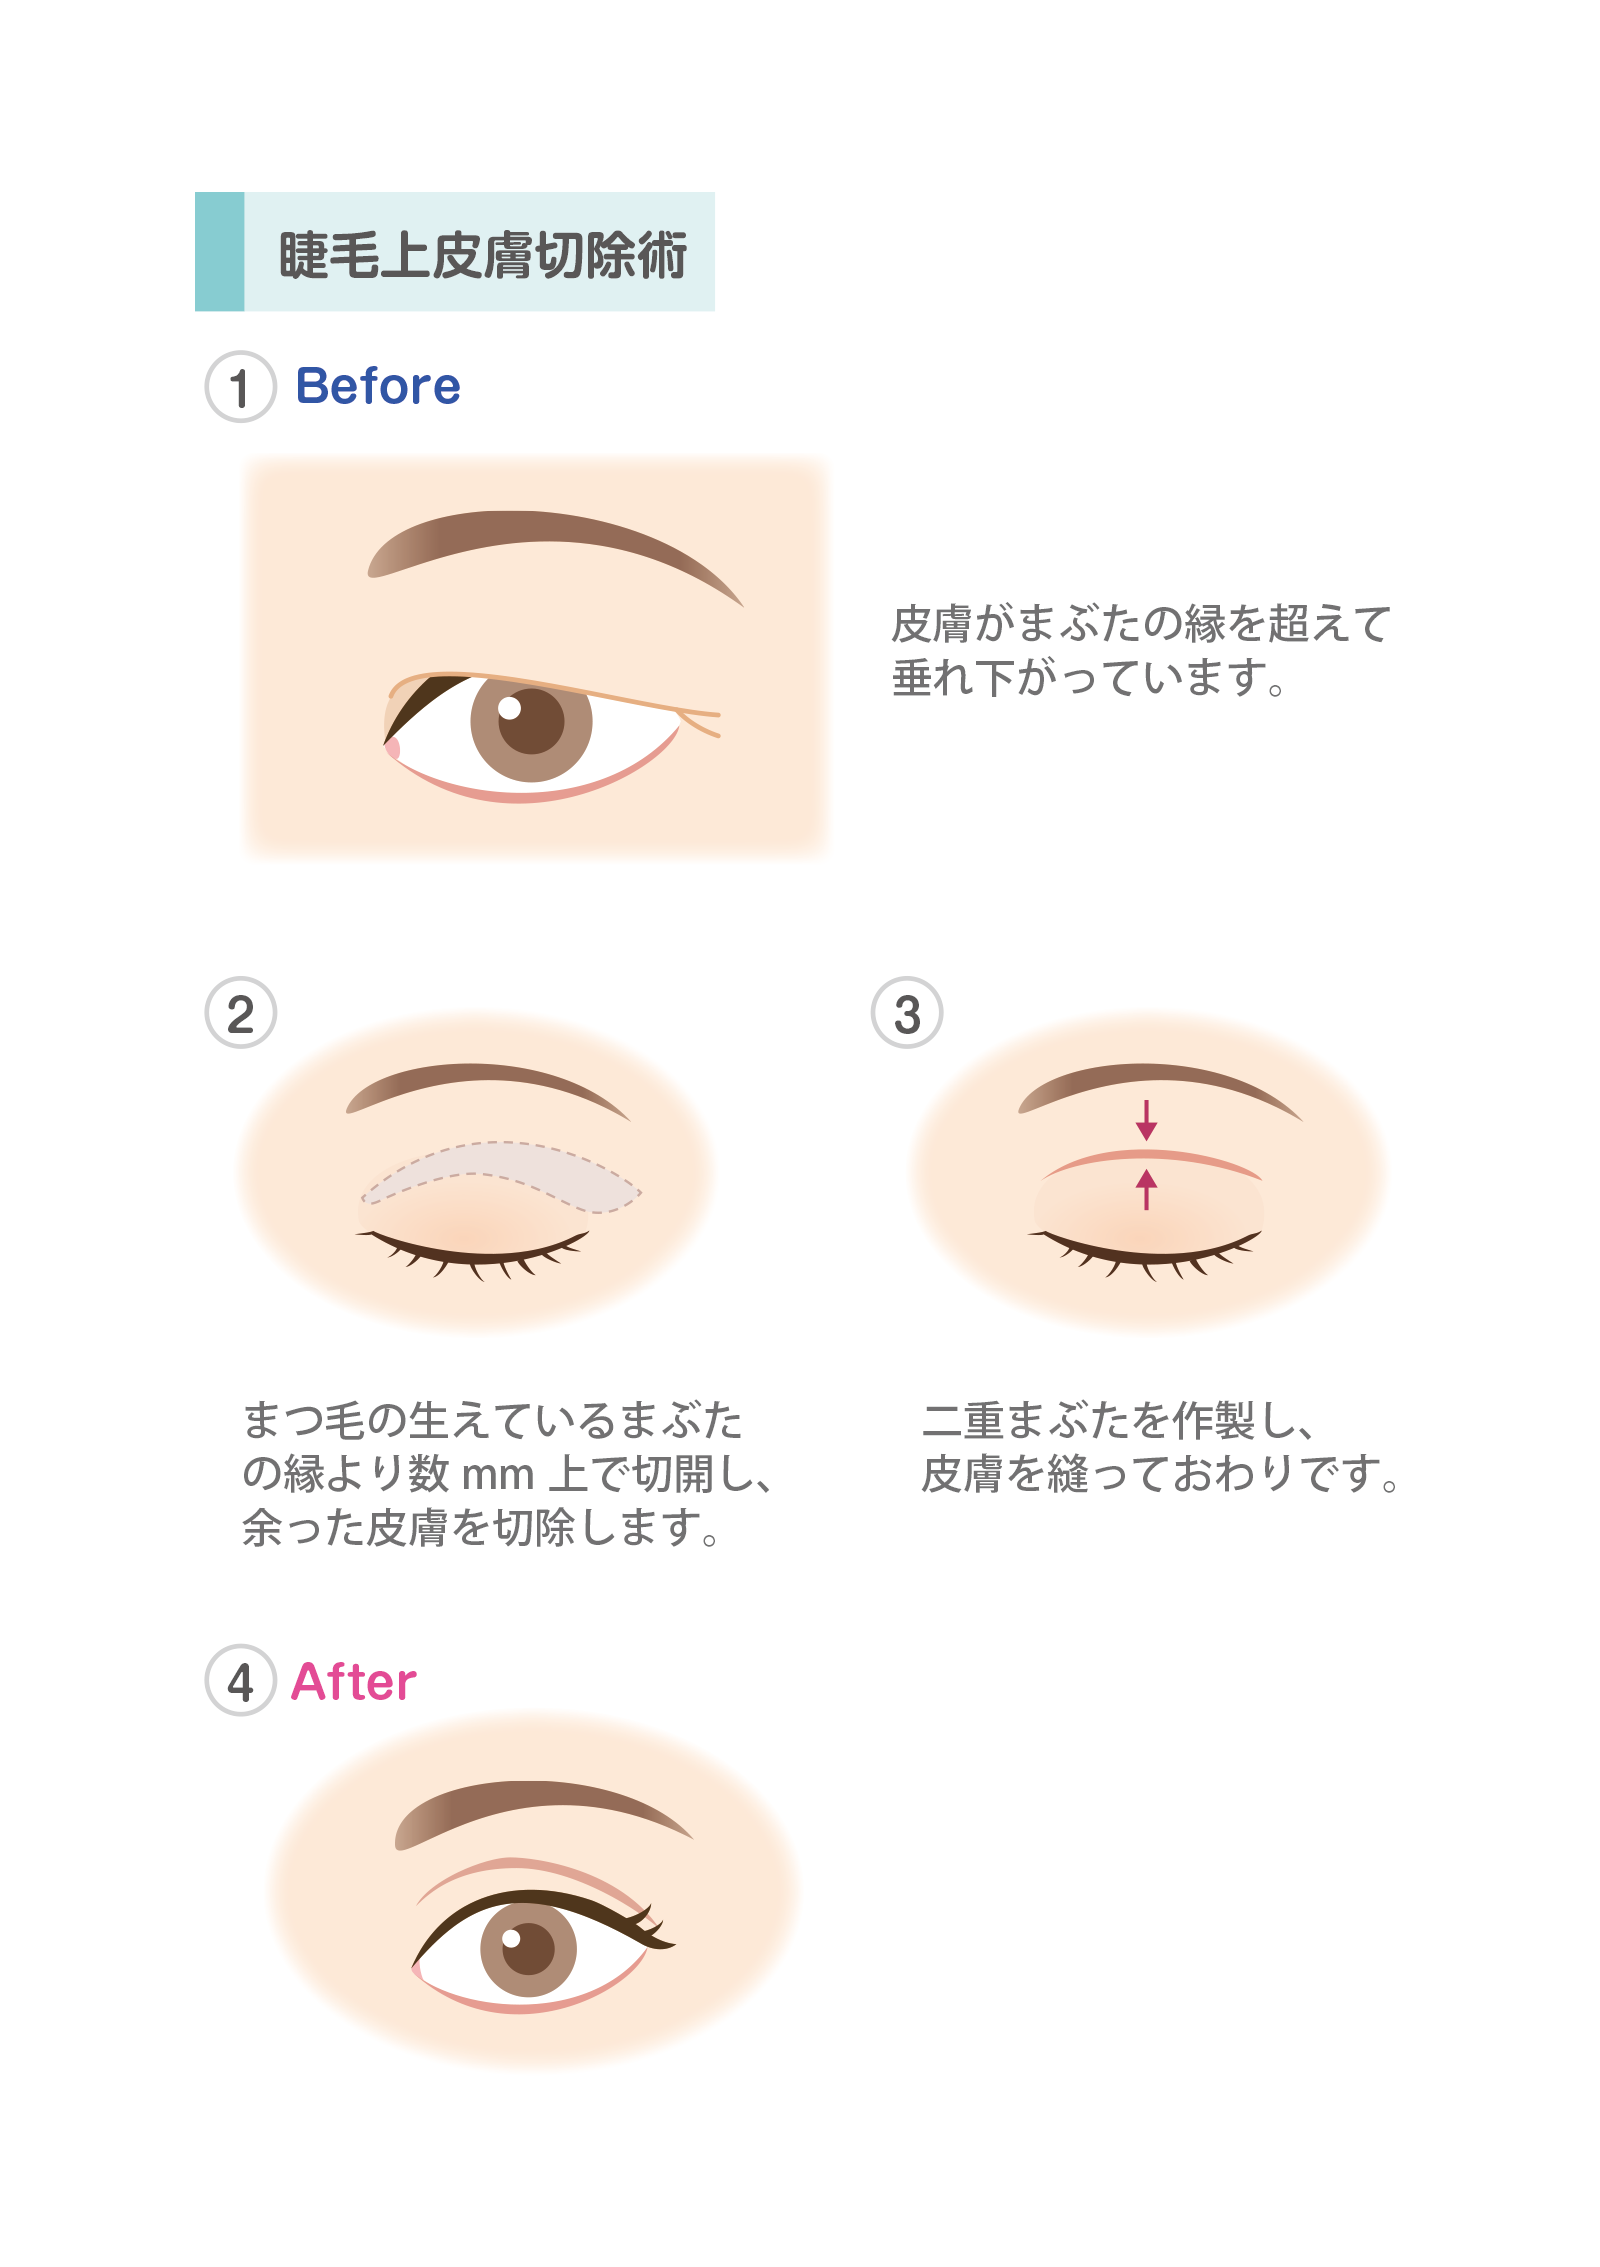 睫毛上皮膚切除術
1 Before
皮膚がまぶたの縁を超えて
垂れ下がっています。
2
まつ毛の生えているまぶた
の縁より数 mm 上で切開し、
余った皮膚を切除します。
3
二重まぶたを作製し、
皮膚を縫っておわりです。
4 After